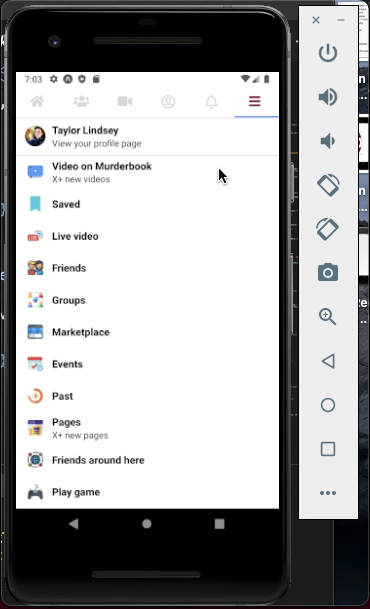 7:03
Taylor Lindsey
View your profile page
Video on Murderbook
X+ new videos
Saved
Live video
Friends
Groups
Marketplace
Events
Past
Pages
X+ new pages
Friends around here
Play game